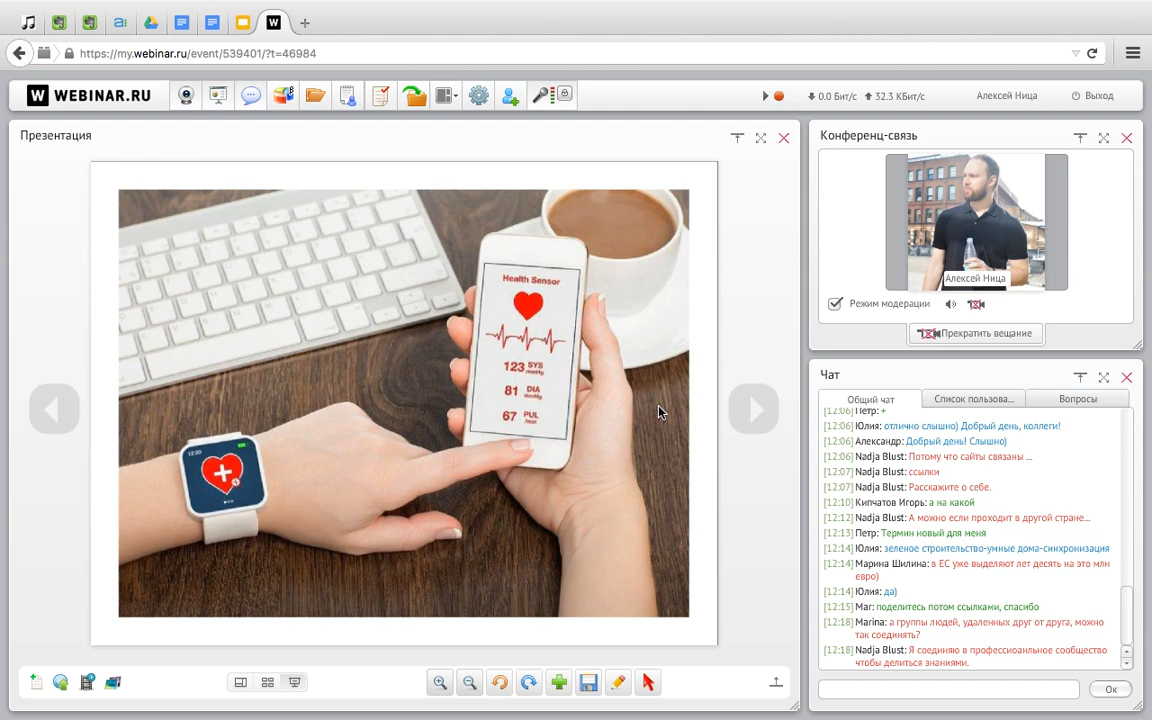 W
https://my.webinar.ru/event/539401/?t=46984
W WEBINAR.RU
0.0 Бит/с 32.3 КБит/с
Алексей Ница
Выход
Презентация
Health Sensor
123 SYS mmHg
81 DIA mmHg
67 PUL /min
12:30
Конференц-связь
Алексей Ница
Режим модерации
Прекратить вещание
Чат
Общий чат
Список пользова...
Вопросы
[12:06] Петр: +
[12:06] Юлия: отлично слышно) Добрый день, коллеги!
[12:06] Александр: Добрый день! Слышно)
[12:06] Nadja Blust: Потому что сайты связаны ...
[12:07] Nadja Blust: ссылки
[12:07] Nadja Blust: Расскажите о себе.
[12:10] Кипчатов Игорь: а на какой
[12:12] Nadja Blust: А можно если проходит в другой стране...
[12:13] Петр: Термин новый для меня
[12:14] Юлия: зеленое строительство-умные дома-синхронизация
[12:14] Марина Шилина: в ЕС уже выделяют лет десять на это млн
евро)
[12:14] Юлия: да)
[12:15] Маг: поделитесь потом ссылками, спасибо
[12:18] Marina: а группы людей, удаленных друг от друга, можно
так соединять?
[12:18] Nadja Blust: Я соединяю в профессиоанльное сообщество
чтобы делиться знаниями.
Ок